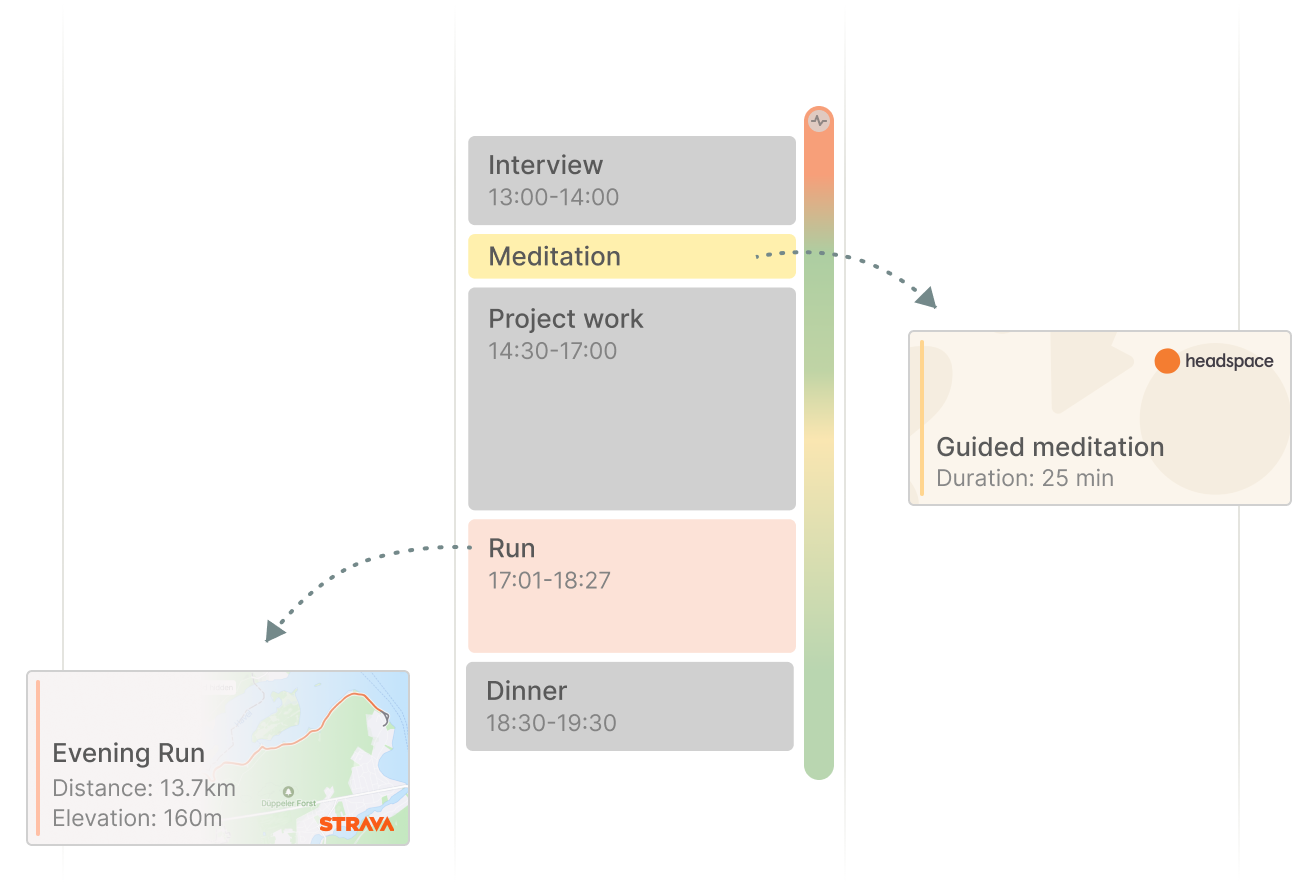 Interview
13:00-14:00
Meditation
Project work
14:30-17:00
headspace
Guided meditation
Duration: 25 min
Run
17:01-18:27
Dinner
18:30-19:30
Evening Run
Distance: 13.7km
Elevation: 160m
Düppeler Forst
STRAVA